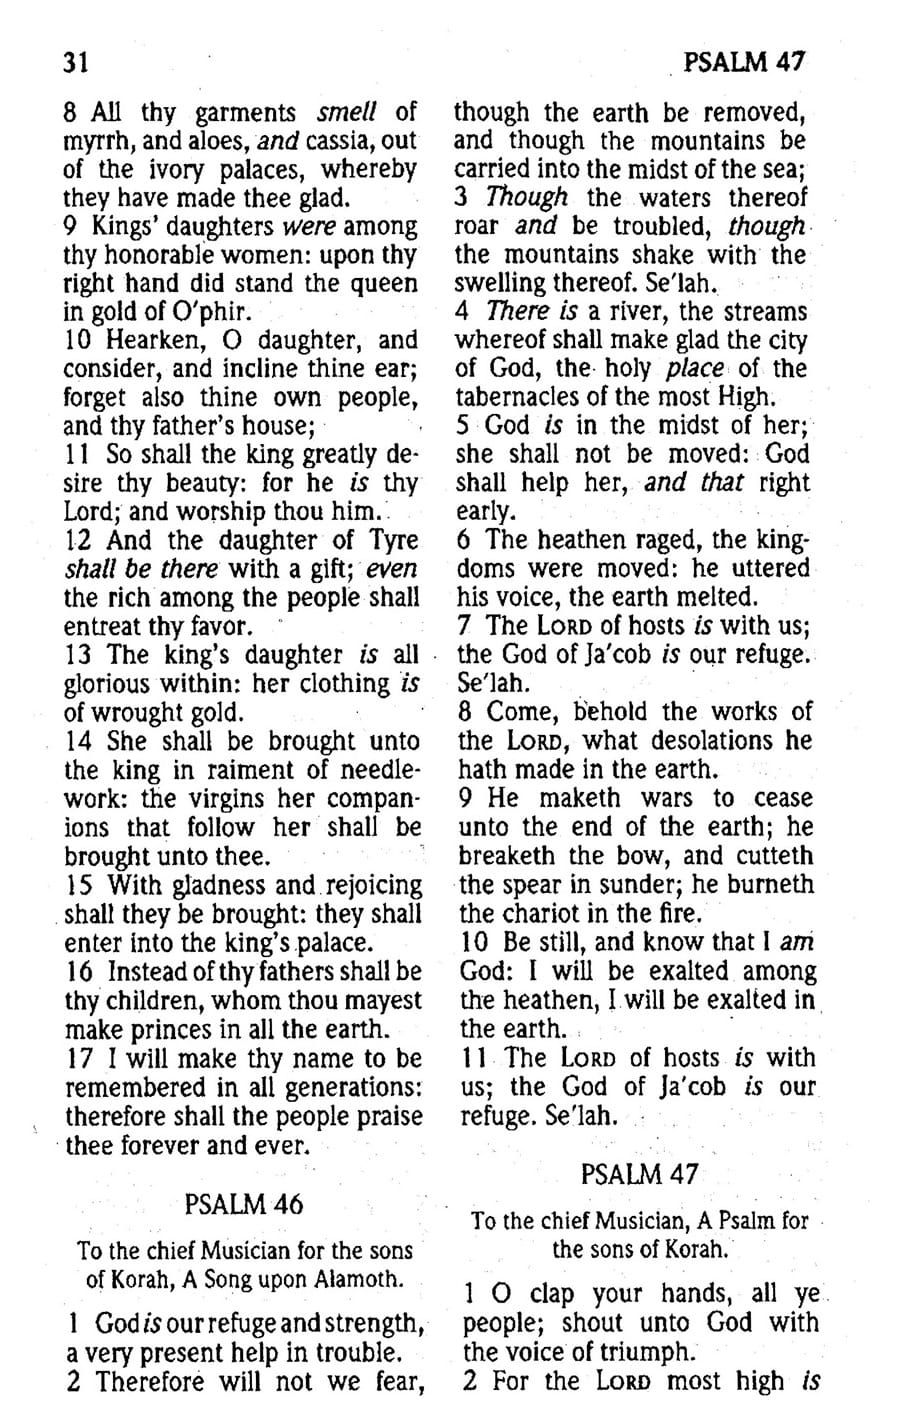 31
PSALM 47
8 All thy garments smell of
myrrh, and aloes, and cassia, out
of the ivory palaces, whereby
they have made thee glad.
9 Kings' daughters were among
thy honorable women: upon thy
right hand did stand the queen
in gold of O'phir.
10 Hearken, O daughter, and
consider, and incline thine ear;
forget also thine own people,
and thy father's house;
11 So shall the king greatly de-
sire thy beauty: for he is thy
Lord; and worship thou him.
12 And the daughter of Tyre
shall be there with a gift; even
the rich among the people shall
entreat thy favor.
13 The king's daughter is all
glorious within: her clothing is
of wrought gold.
14 She shall be brought unto
the king in raiment of needle-
work: the virgins her compan-
ions that follow her shall be
brought unto thee.
15 With gladness and rejoicing
shall they be brought: they shall
enter into the king's palace.
16 Instead of thy fathers shall be
thy children, whom thou mayest
make princes in all the earth.
17 I will make thy name to be
remembered in all generations:
therefore shall the people praise
thee forever and ever.
PSALM 46
To the chief Musician for the sons
of Korah, A Song upon Alamoth.
1 God is our refuge and strength,
a very present help in trouble.
2 Therefore will not we fear,
though the earth be removed,
and though the mountains be
carried into the midst of the sea;
3 Though the waters thereof
roar and be troubled, though
the mountains shake with the
swelling thereof. Se'lah.
4 There is a river, the streams
whereof shall make glad the city
of God, the holy place of the
tabernacles of the most High.
5 God is in the midst of her;
she shall not be moved: God
shall help her, and that right
early.
6 The heathen raged, the king-
doms were moved: he uttered
his voice, the earth melted.
7 The LORD of hosts is with us;
the God of Ja'cob is our refuge.
Se'lah.
8 Come, behold the works of
the LORD, what desolations he
hath made in the earth.
9 He maketh wars to cease
unto the end of the earth; he
breaketh the bow, and cutteth
the spear in sunder; he burneth
the chariot in the fire.
10 Be still, and know that I am
God: I will be exalted among
the heathen, I will be exalted in
the earth.
11 The LORD of hosts is with
us; the God of Ja'cob is our
refuge. Se'lah.
PSALM 47
To the chief Musician, A Psalm for
the sons of Korah.
1 O clap your hands, all ye
people; shout unto God with
the voice of triumph.
2 For the LORD most high is